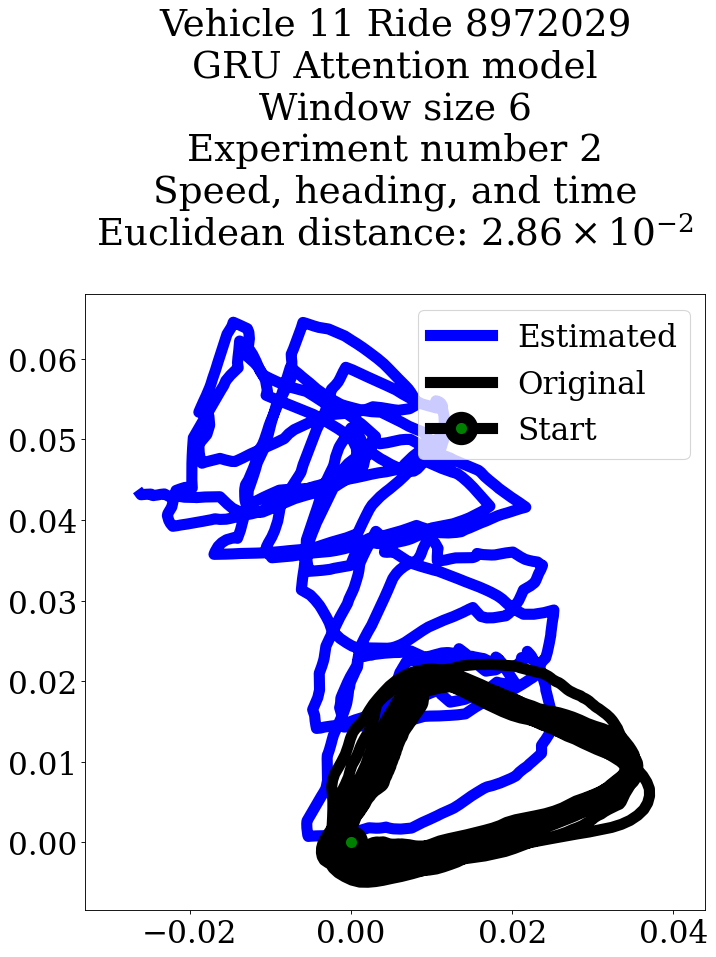 Vehicle 11 Ride 8972029
GRU Attention model
Window size 6
Experiment number 2
Speed, heading, and time
Euclidean distance: 2.86 × 10⁻²
Estimated
Original
Start
0.06
0.05
0.04
0.03
0.02
0.01
0.00
−0.02 0.00 0.02 0.04